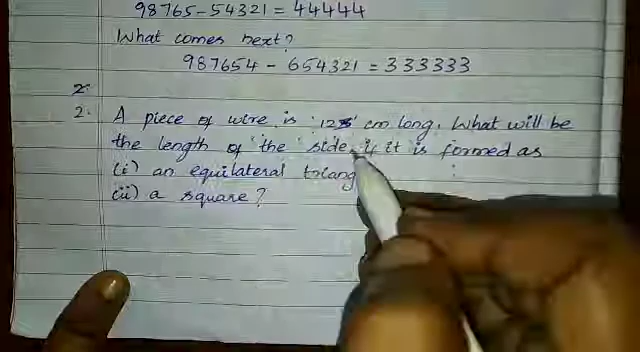 98765-54321 = 44444
What comes next?
987654 - 654321 = 333333
2.
2. A piece of wire is cm long. What will be
the length of the side, if it is formed as
(i) an equilateral triang
(ii) a square?